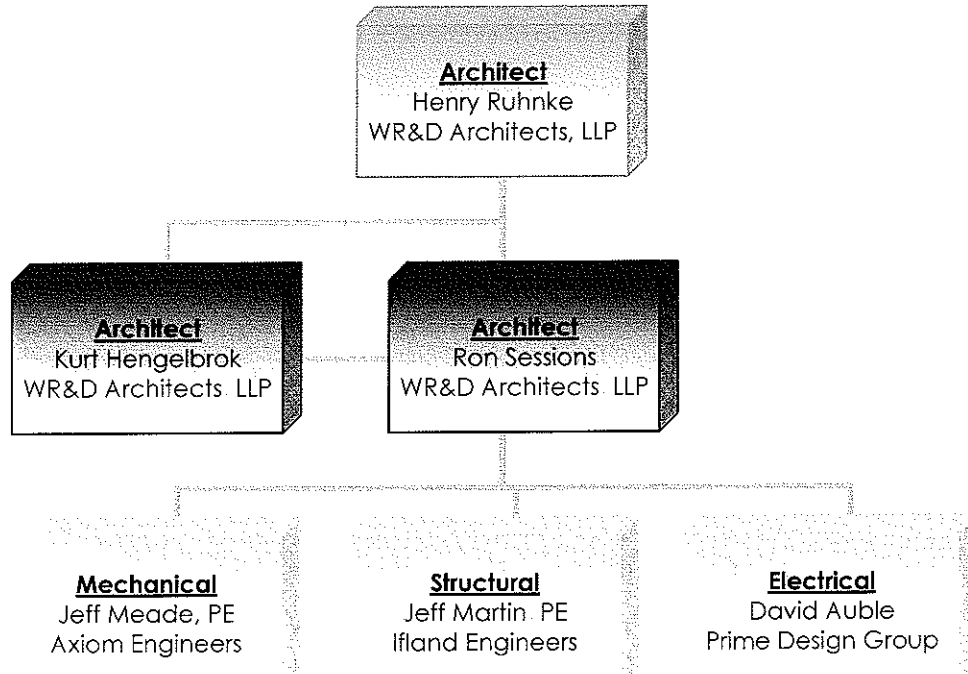 Architect
Henry Ruhnke
WR&D Architects, LLP
Architect
Kurt Hengelbrok
WR&D Architects LLP
Architect
Ron Sessions
WR&D Architects LLP
Mechanical
Jeff Meade, PE
Axiom Engineers
Structural
Jeff Martin PE
Ifland Engineers
Electrical
David Auble
Prime Design Group